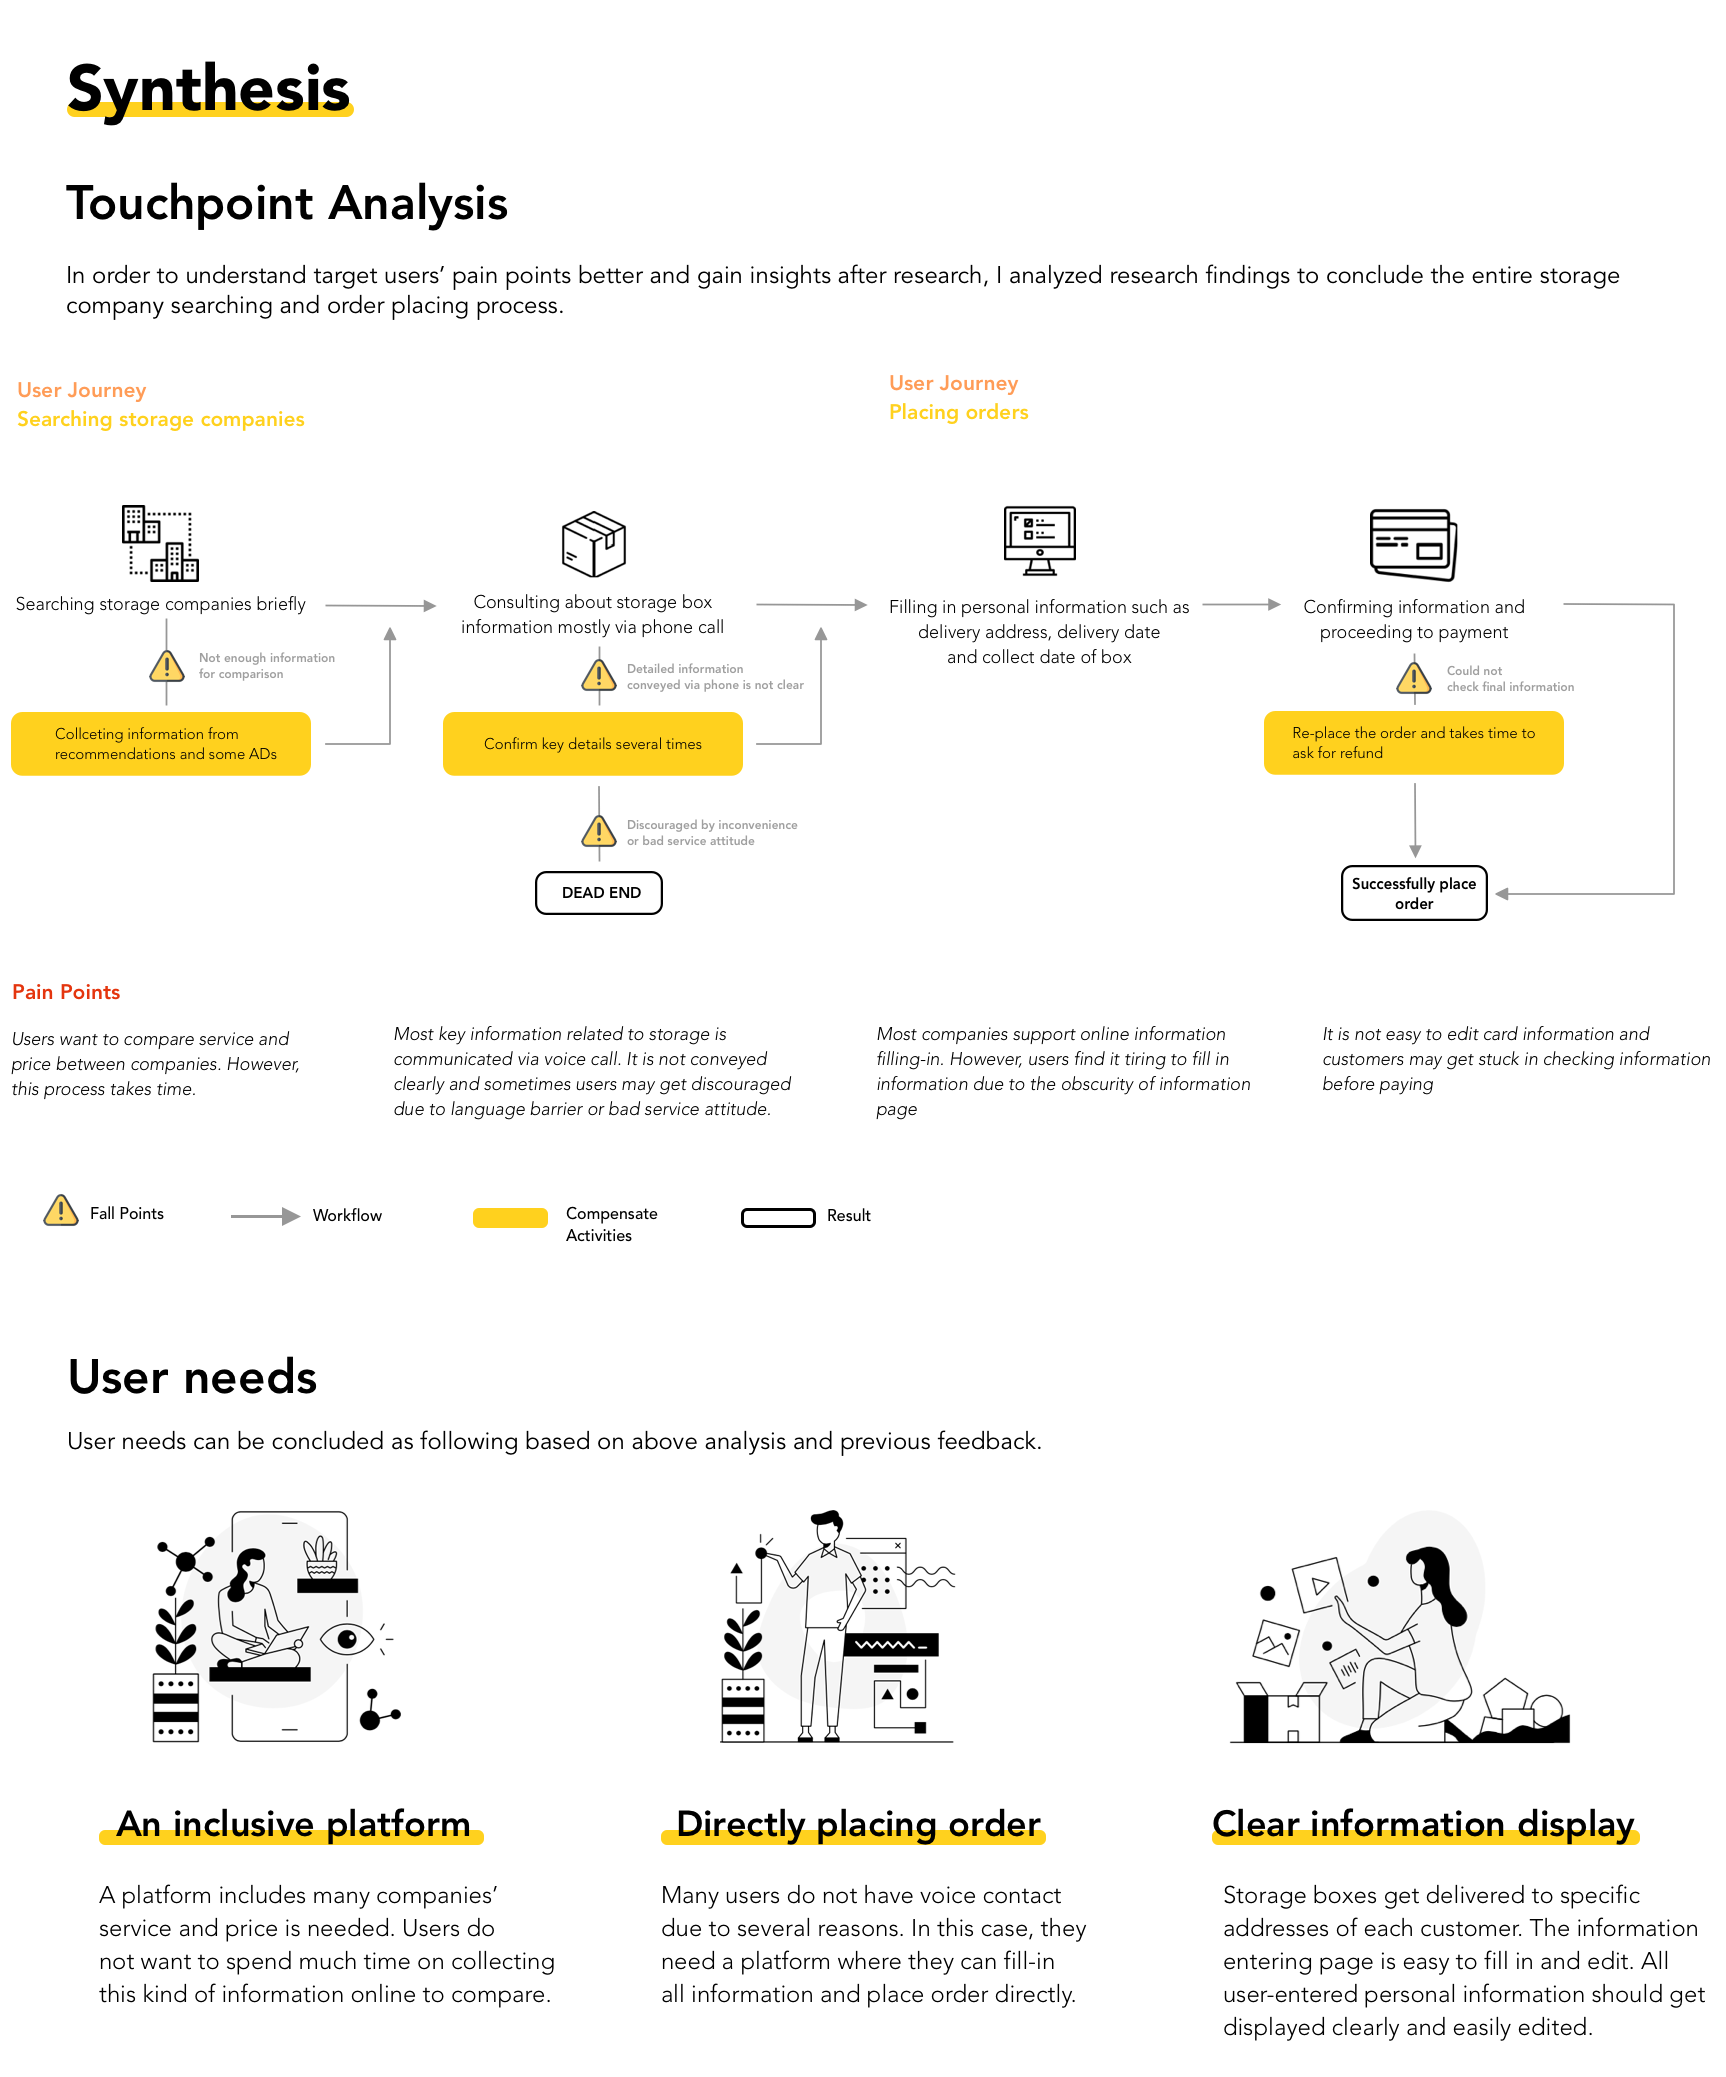 Synthesis
Touchpoint Analysis
In order to understand target users’ pain points better and gain insights after research, I analyzed research findings to conclude the entire storage
company searching and order placing process.
User Journey
Searching storage companies
User Journey
Placing orders
Searching storage companies briefly
Not enough information
for comparison
Collceting information from
recommendations and some ADs
Consulting about storage box
information mostly via phone call
Detailed information
conveyed via phone is not clear
Confirm key details several times
Discouraged by inconvenience
or bad service attitude
DEAD END
Filling in personal information such as
delivery address, delivery date
and collect date of box
Confirming information and
proceeding to payment
Could not
check final information
Re-place the order and takes time to
ask for refund
Successfully place
order
Pain Points
Users want to compare service and
price between companies. However,
this process takes time.
Most key information related to storage is
communicated via voice call. It is not conveyed
clearly and sometimes users may get discouraged
due to language barrier or bad service attitude.
Most companies support online information
filling-in. However, users find it tiring to fill in
information due to the obscurity of information
page
It is not easy to edit card information and
customers may get stuck in checking information
before paying
Fall Points
Workflow
Compensate
Activities
Result
User needs
User needs can be concluded as following based on above analysis and previous feedback.
An inclusive platform
A platform includes many companies’
service and price is needed. Users do
not want to spend much time on collecting
this kind of information online to compare.
Directly placing order
Many users do not have voice contact
due to several reasons. In this case, they
need a platform where they can fill-in
all information and place order directly.
Clear information display
Storage boxes get delivered to specific
addresses of each customer. The information
entering page is easy to fill in and edit. All
user-entered personal information should get
displayed clearly and easily edited.